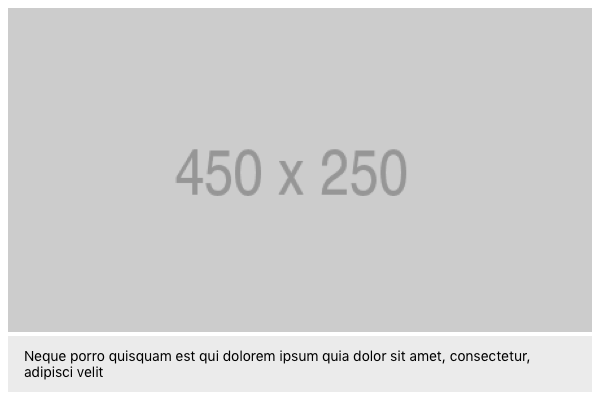 450 x 250
Neque porro quisquam est qui dolorem ipsum quia dolor sit amet, consectetur,
adipisci velit